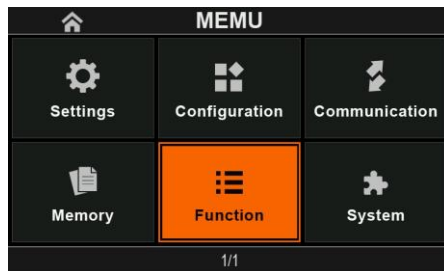 MEMU
Settings
Configuration
Communication
Memory
Function
System
1/1